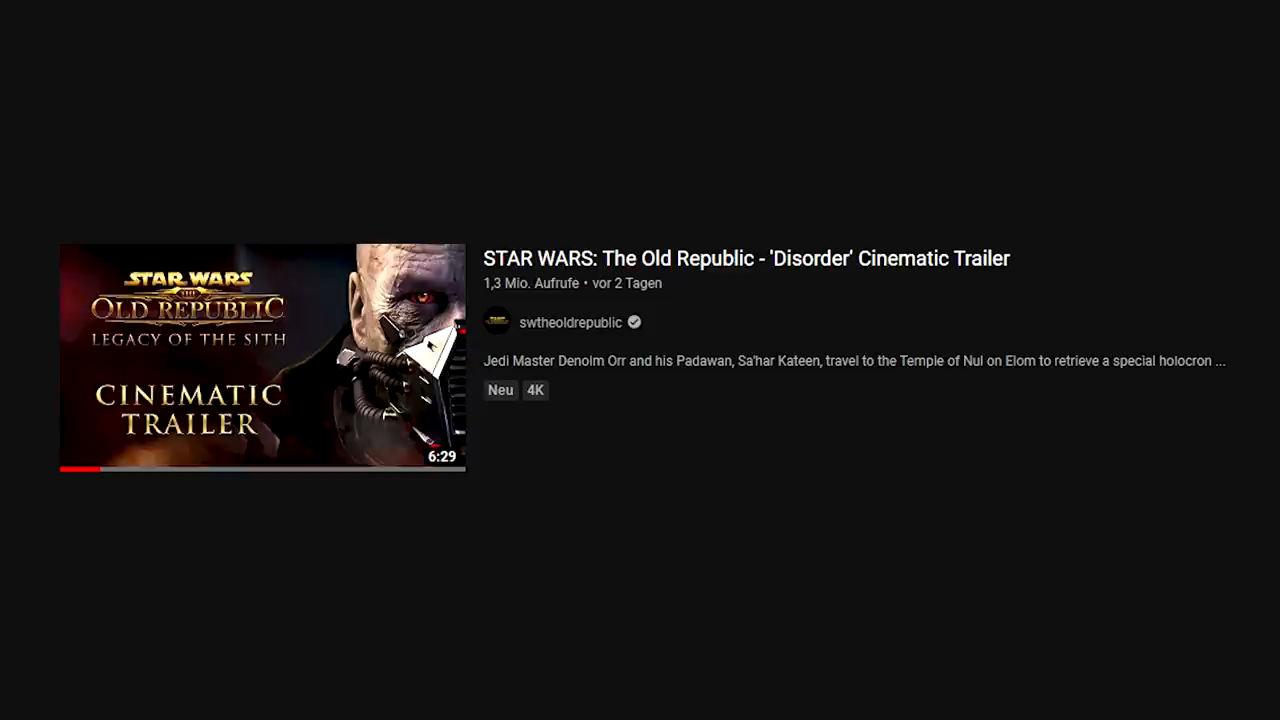 STAR WARS
THE
OLD REPUBLIC
LEGACY OF THE SITH
CINEMATIC
TRAILER
6:29
STAR WARS: The Old Republic - 'Disorder' Cinematic Trailer
1,3 Mio. Aufrufe • vor 2 Tagen
swtheoldrepublic
Jedi Master Denolm Orr and his Padawan, Sa'har Kateen, travel to the Temple of Nul on Elom to retrieve a special holocron ...
Neu 4K